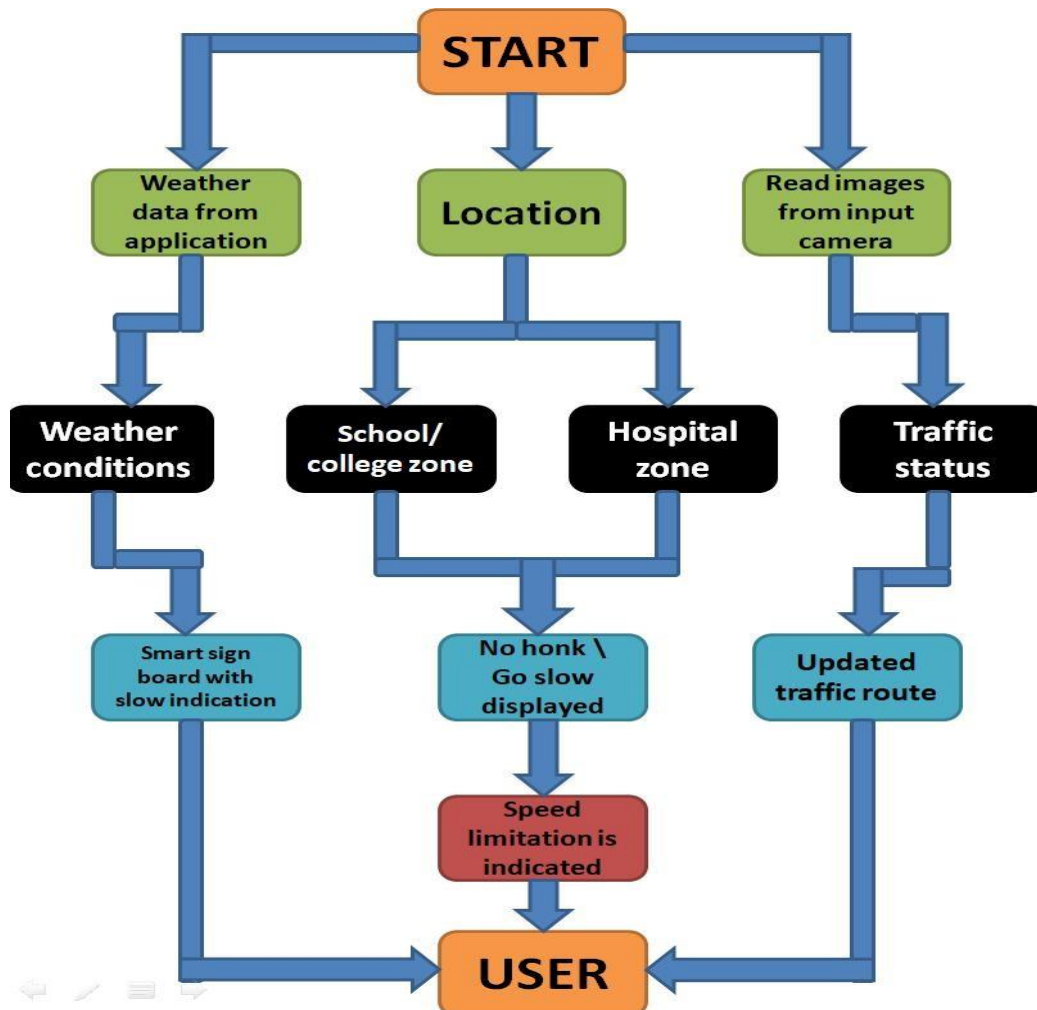 START
Weather
data from
application
Location
Read images
from input
camera
Weather
conditions
School/
college zone
Hospital
zone
Traffic
status
Smart sign
board with
slow indication
No honk \
Go slow
displayed
Updated
traffic route
Speed
limitation is
indicated
USER